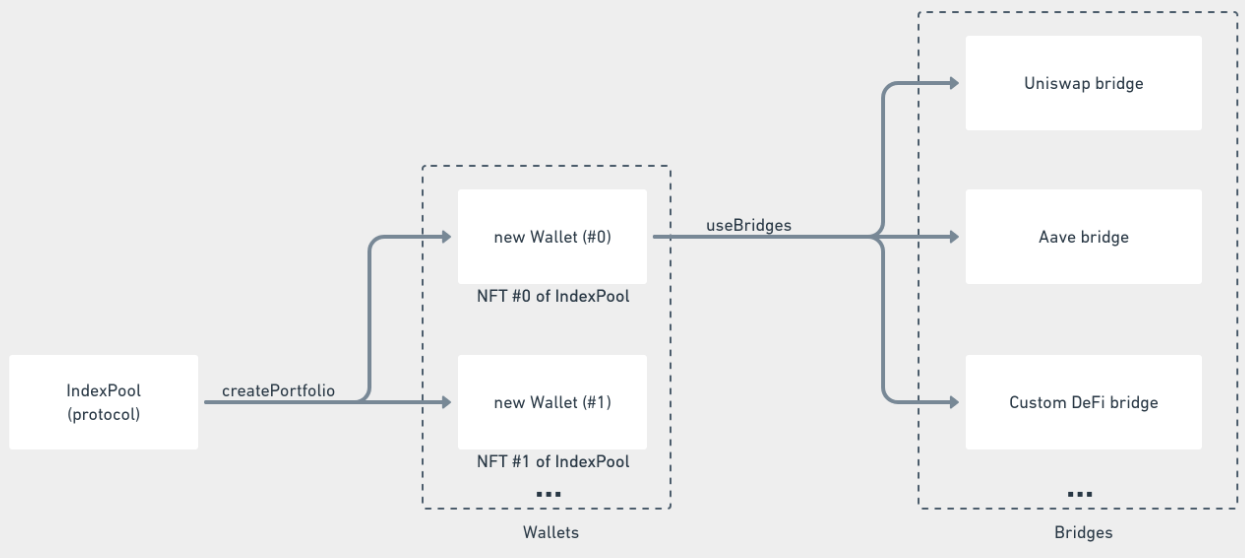 IndexPool
(protocol)
createPortfolio
new Wallet (#0)
NFT #0 of IndexPool
new Wallet (#1)
NFT #1 of IndexPool
...
Wallets
useBridges
Uniswap bridge
Aave bridge
Custom DeFi bridge
...
Bridges